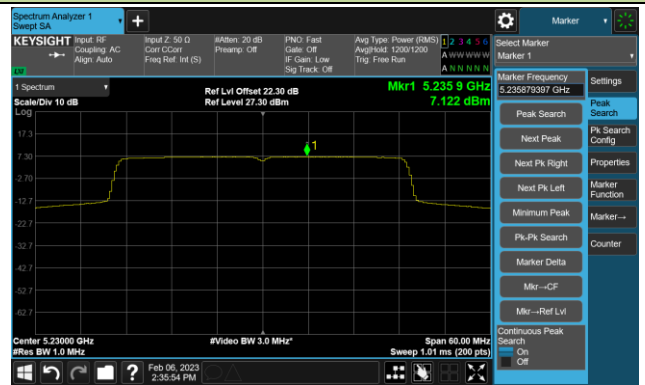 Spectrum Analyzer 1
Swept SA
Marker
KEYSIGHT
Input: RF
Coupling: AC
Align: Auto
Input Z: 50 Ω
Corr CCorr
Freq Ref: Int (S)
#Atten: 20 dB
Preamp: Off
PNO: Fast
Gate: Off
IF Gain: Low
Sig Track: Off
Avg Type: Power (RMS)
Avg|Hold: 1200/1200
Trig: Free Run
1 2 3 4 5 6
A W W W W W
A N N N N N
Select Marker
Marker 1
1 Spectrum
Scale/Div 10 dB
Log
Ref Lvl Offset 22.30 dB
Ref Level 27.30 dBm
Mkr1 5.235 9 GHz
7.122 dBm
17.3
7.30
-2.70
-12.7
-22.7
-32.7
-42.7
-52.7
-62.7
1
Center 5.23000 GHz
#Res BW 1.0 MHz
#Video BW 3.0 MHz*
Span 60.00 MHz
Sweep 1.01 ms (200 pts)
Marker Frequency
5.235879397 GHz
Peak Search
Next Peak
Next Pk Right
Next Pk Left
Minimum Peak
Pk-Pk Search
Marker Delta
Mkr→CF
Mkr→Ref Lvl
Continuous Peak
Search
On
Off
Settings
Peak
Search
Pk Search
Config
Properties
Marker
Function
Marker→
Counter
?
Feb 06, 2023
2:35:54 PM